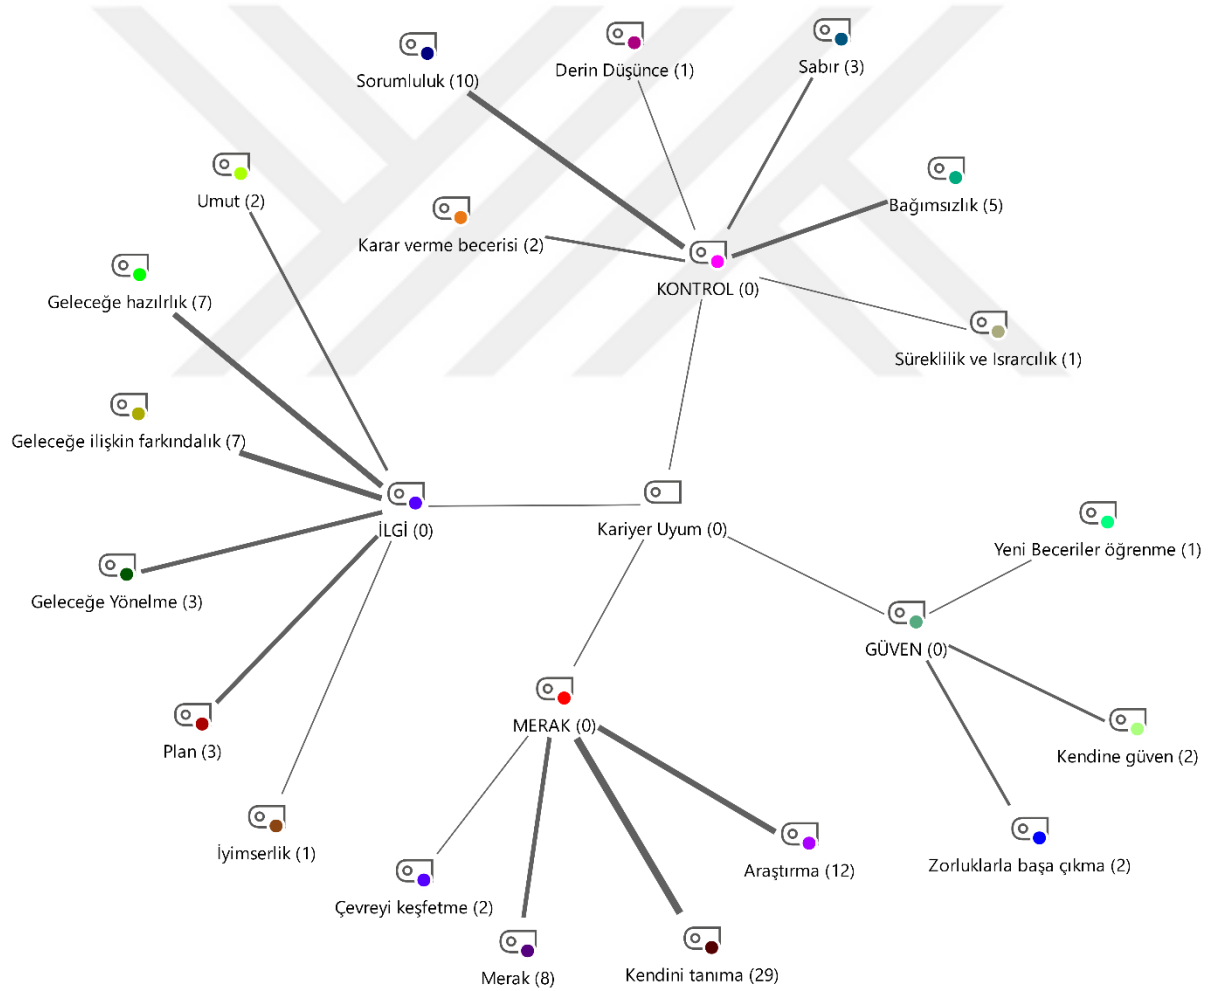 Sorumluluk (10)
Derin Düşünce (1)
Sabır (3)
Umut (2)
Karar verme becerisi (2)
Bağımsızlık (5)
KONTROL (0)
Geleceğe hazılrlık (7)
Süreklilik ve Israrcılık (1)
Geleceğe ilişkin farkındalık (7)
İLGİ (0)
Kariyer Uyum (0)
Yeni Beceriler öğrenme (1)
Geleceğe Yönelme (3)
GÜVEN (0)
Plan (3)
MERAK (0)
Kendine güven (2)
İyimserlik (1)
Araştırma (12)
Zorluklarla başa çıkma (2)
Çevreyi keşfetme (2)
Merak (8)
Kendini tanıma (29)